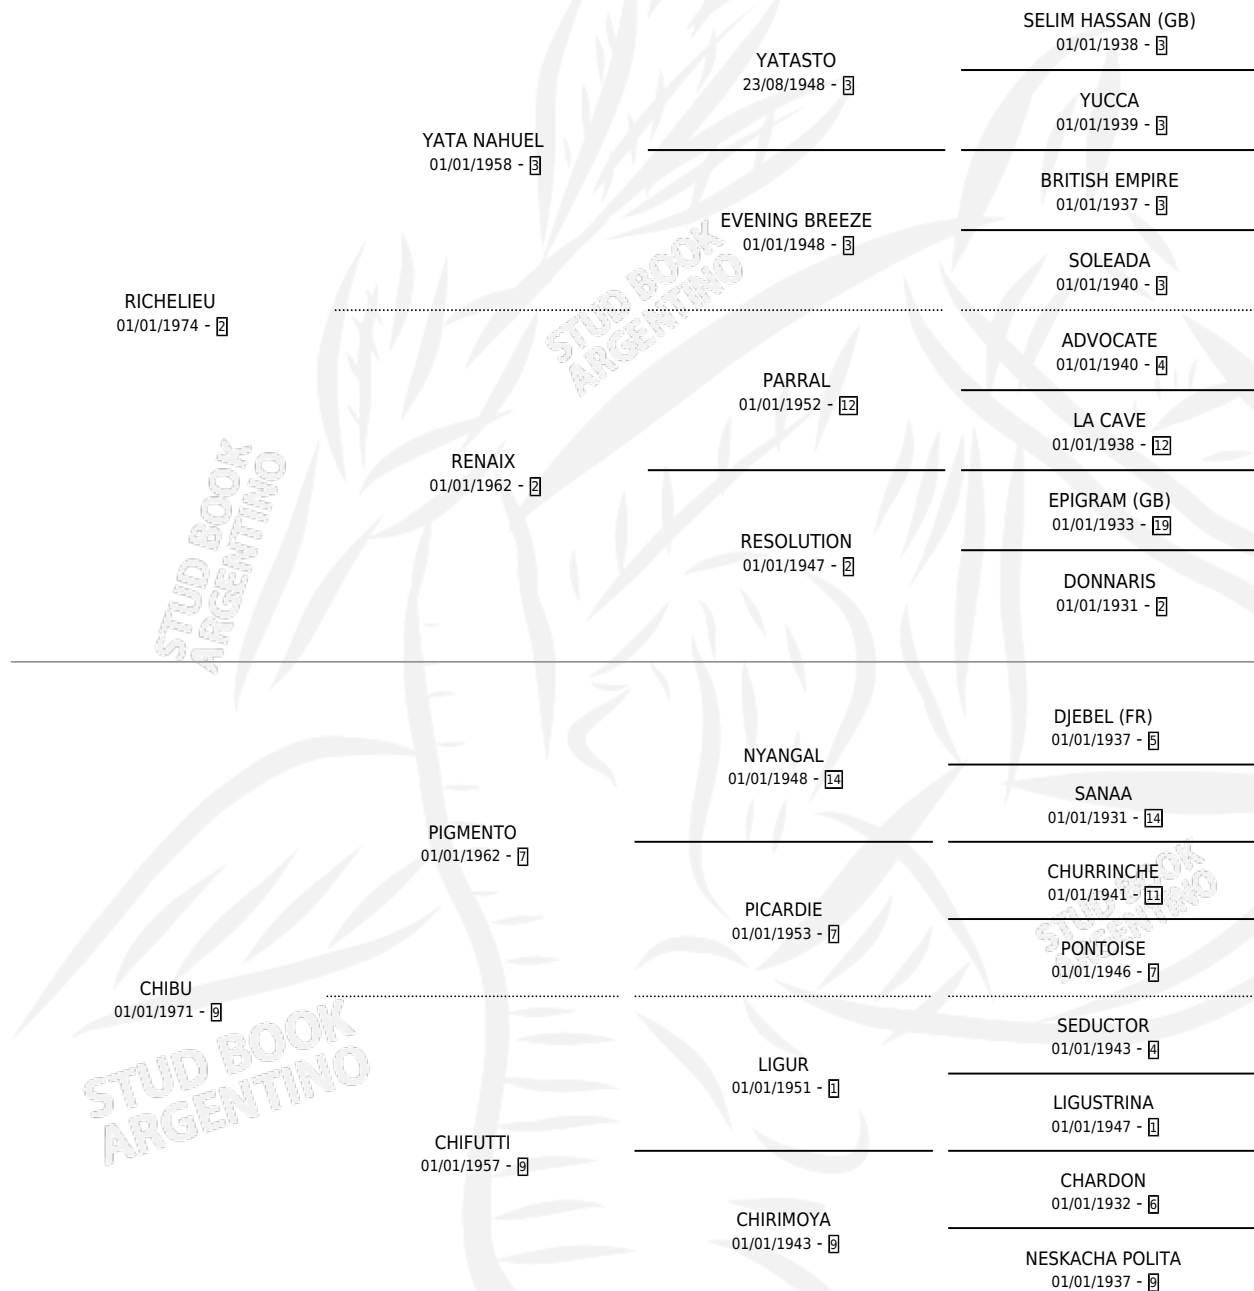 SELIM HASSAN (GB)
01/01/1938 - 3
YATASTO
23/08/1948 - 3
YUCCA
01/01/1939 - 3
YATA NAHUEL
01/01/1958 - 3
BRITISH EMPIRE
01/01/1937 - 3
EVENING BREEZE
01/01/1948 - 3
SOLEADA
01/01/1940 - 3
RICHELIEU
01/01/1974 - 2
ADVOCATE
01/01/1940 - 4
PARRAL
01/01/1952 - 12
LA CAVE
01/01/1938 - 12
RENAIX
01/01/1962 - 2
EPIGRAM (GB)
01/01/1933 - 19
RESOLUTION
01/01/1947 - 2
DONNARIS
01/01/1931 - 2
DJEBEL (FR)
01/01/1937 - 5
NYANGAL
01/01/1948 - 14
SANAA
01/01/1931 - 14
PIGMENTO
01/01/1962 - 7
CHURRINCHE
01/01/1941 - 11
PICARDIE
01/01/1953 - 7
PONTOISE
01/01/1946 - 7
CHIBU
01/01/1971 - 9
SEDUCTOR
01/01/1943 - 4
LIGUR
01/01/1951 - 1
LIGUSTRINA
01/01/1947 - 1
CHIFUTTI
01/01/1957 - 9
CHARDON
01/01/1932 - 6
CHIRIMOYA
01/01/1943 - 9
NESKACHA POLITA
01/01/1937 - 9
STUD BOOK
ARGENTINO
STUD BOOK
ARGENTINO
STUD BOOK
ARGENTINO
STUD BOOK
ARGENTINO